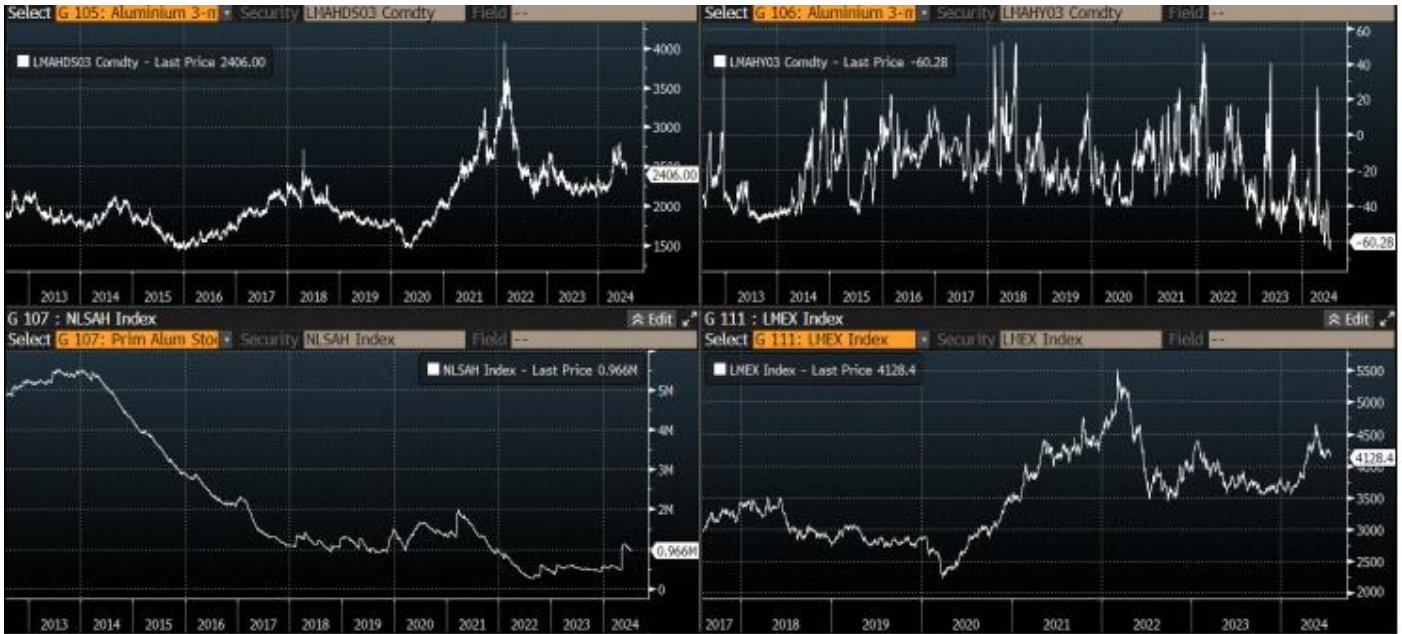 Select G 105: Aluminium 3-m Security LMAHDS03 Comdty Field --
LMAHDS03 Comdty - Last Price 2406.00
4000
3500
3000
2500
2406.00
2000
1500
2013 2014 2015 2016 2017 2018 2019 2020 2021 2022 2023 2024
Select G 106: Aluminium 3-m Security LMAHY03 Comdty Field --
LMAHY03 Comdty - Last Price -60.28
60
40
20
0
-20
-40
-60.28
2013 2014 2015 2016 2017 2018 2019 2020 2021 2022 2023 2024
G 107 : NLSAH Index Edit
Select G 107: Prim Alum Sto Security NLSAH Index Field --
NLSAH Index - Last Price 0.966M
5M
4M
3M
2M
0.966M
0
2013 2014 2015 2016 2017 2018 2019 2020 2021 2022 2023 2024
G 111 : LMEX Index Edit
Select G 111: LMEX Index Security LMEX Index Field --
LMEX Index - Last Price 4128.4
5500
5000
4500
4128.4
4000
3500
3000
2500
2000
2017 2018 2019 2020 2021 2022 2023 2024